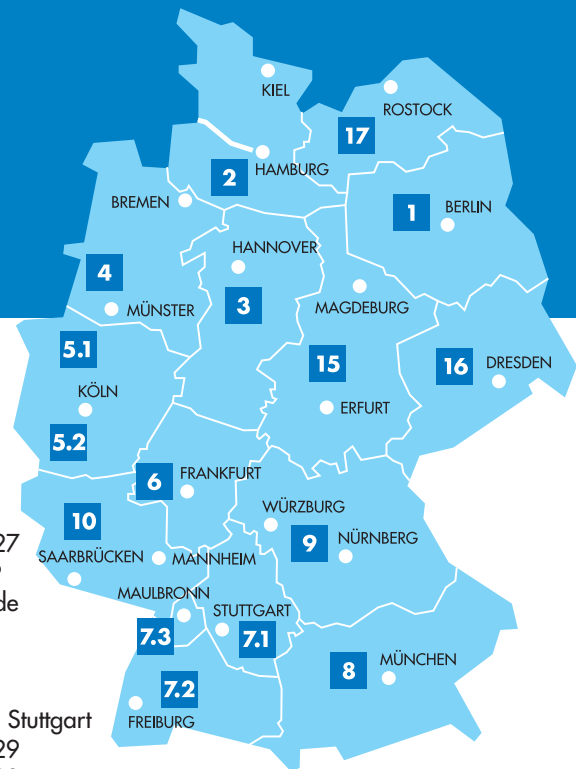 KIEL
ROSTOCK
17
HAMBURG
2
BREMEN
1
BERLIN
HANNOVER
4
3
MAGDEBURG
MÜNSTER
5.1
15
16
DRESDEN
KÖLN
ERFURT
5.2
6
FRANKFURT
10
WÜRZBURG
9
NÜRNBERG
27
SAARBRÜCKEN
MANNHEIM
de
MAULBRONN
STUTTGART
7.3
7.1
8
MÜNCHEN
7.2
Stuttgart
FREIBURG
29